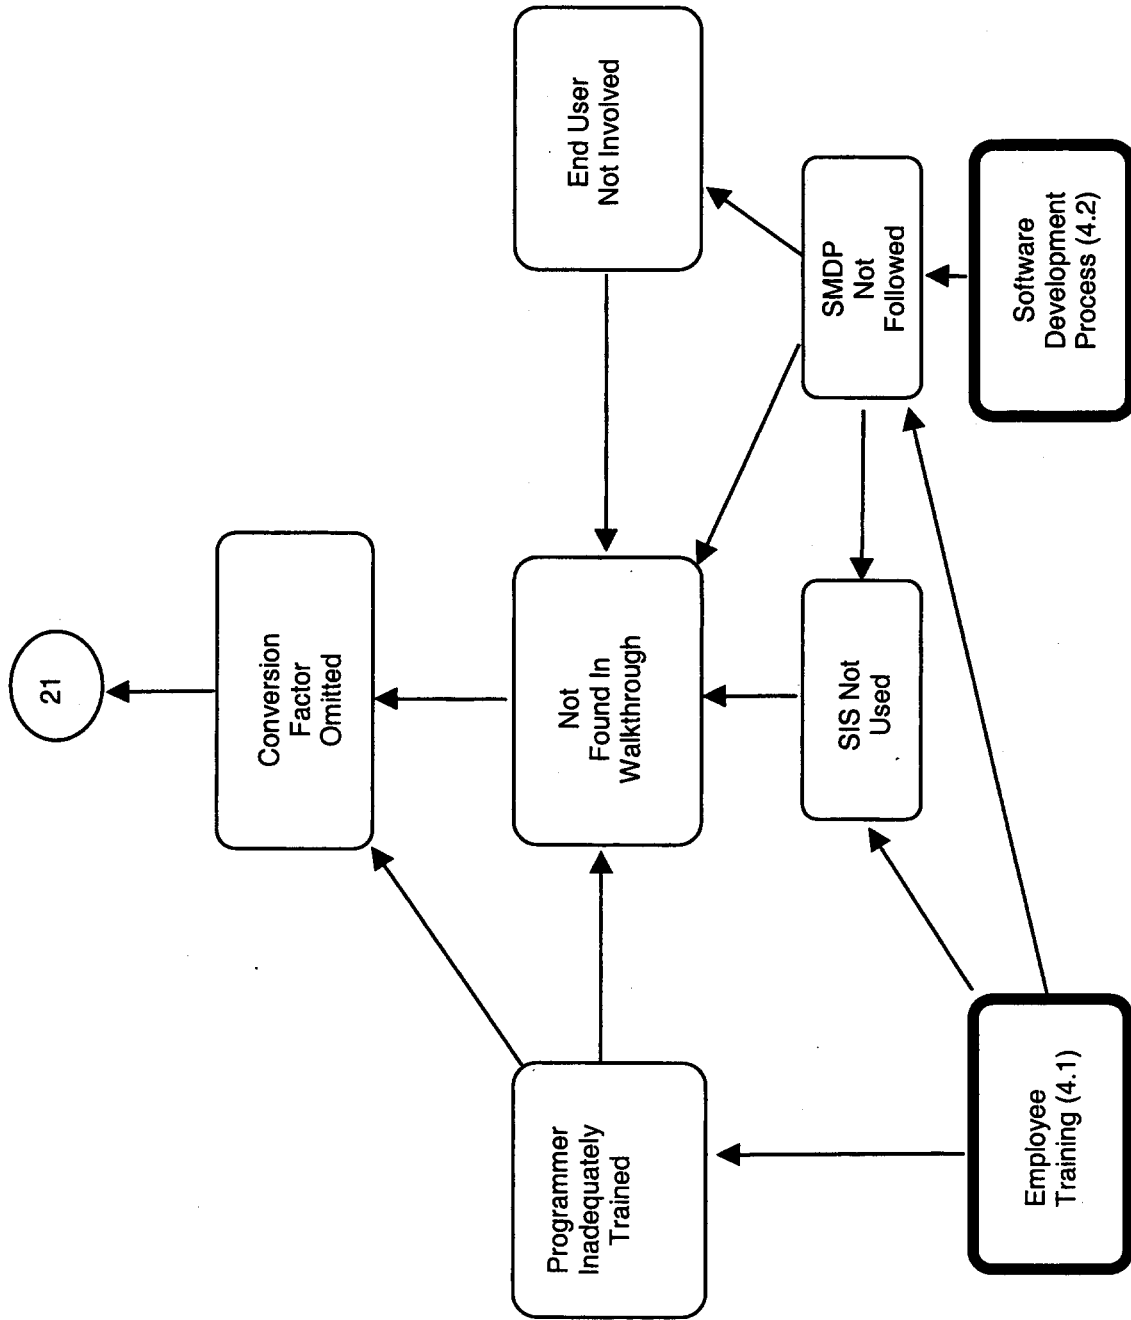 21
Conversion
Factor
Omitted
Programmer
Inadequately
Trained
Not
Found In
Walkthrough
End User
Not Involved
SIS Not
Used
SMDP
Not
Followed
Employee
Training (4.1)
Software
Development
Process (4.2)